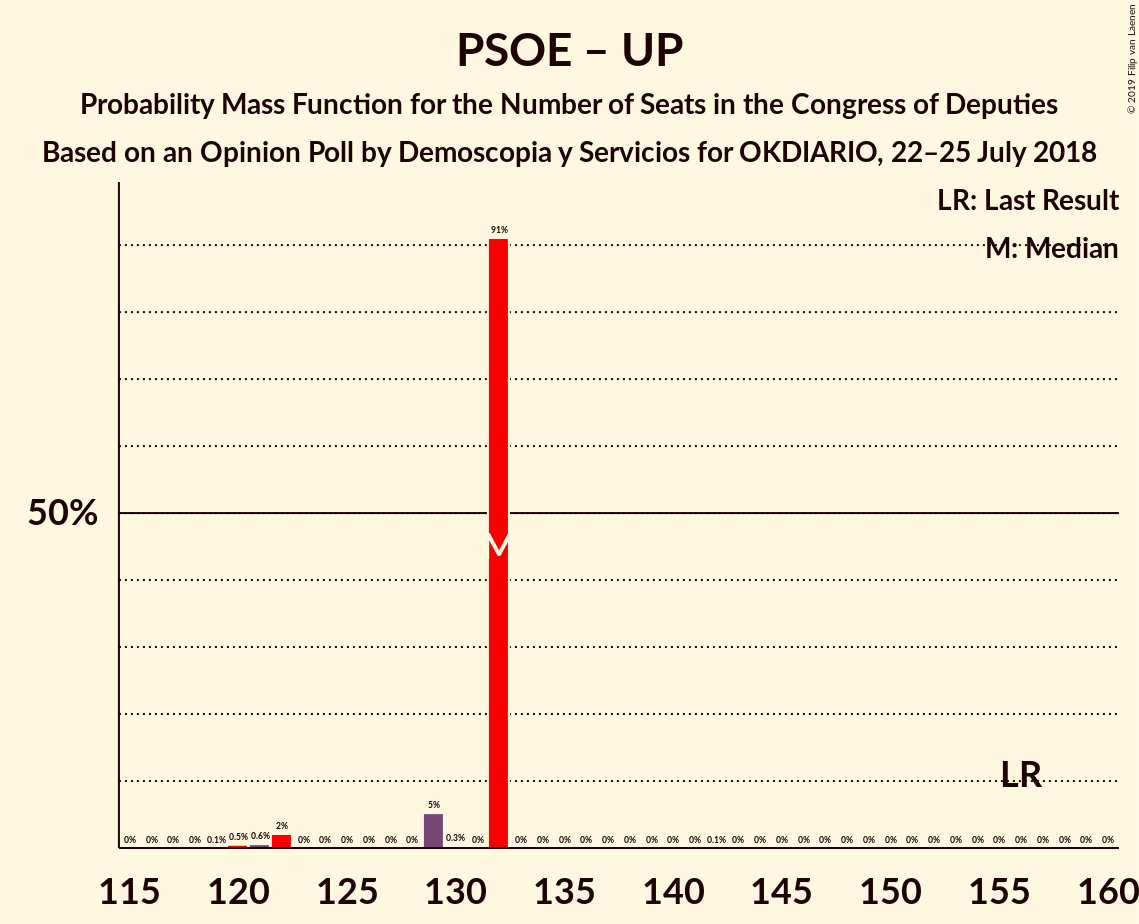 PSOE – UP
Probability Mass Function for the Number of Seats in the Congress of Deputies
Based on an Opinion Poll by Demoscopia y Servicios for OKDIARIO, 22–25 July 2018
© 2019 Filip van Laenen
LR: Last Result
M: Median
91%
50%
LR
5%
2%
0% 0% 0% 0% 0.1% 0.5% 0.6% 0% 0% 0% 0% 0% 0% 0.3% 0% 0% 0% 0% 0% 0% 0% 0% 0% 0% 0.1% 0% 0% 0% 0% 0% 0% 0% 0% 0% 0% 0% 0% 0% 0% 0% 0% 0% 0%
115 120 125 130 135 140 145 150 155 160